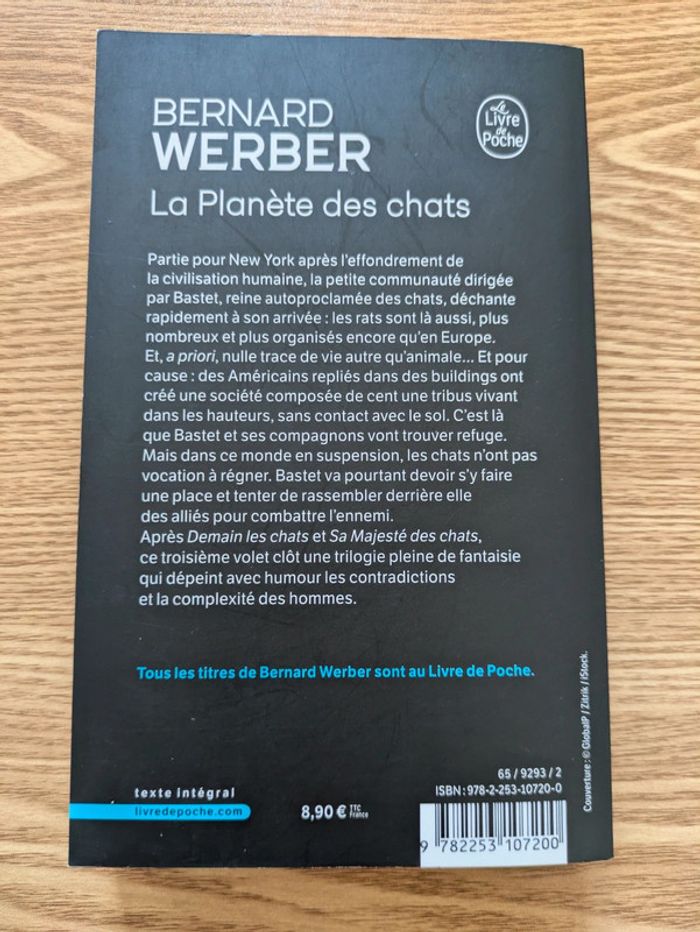 BERNARD
WERBER
Le
Livre
de
Poche
La Planète des chats
Partie pour New York après l'effondrement de
la civilisation humaine, la petite communauté dirigée
par Bastet, reine autoproclamée des chats, déchante
rapidement à son arrivée : les rats sont là aussi, plus
nombreux et plus organisés encore qu'en Europe.
Et, a priori, nulle trace de vie autre qu'animale... Et pour
cause : des Américains repliés dans des buildings ont
créé une société composée de cent une tribus vivant
dans les hauteurs, sans contact avec le sol. C'est là
que Bastet et ses compagnons vont trouver refuge.
Mais dans ce monde en suspension, les chats n'ont pas
vocation à régner. Bastet va pourtant devoir s'y faire
une place et tenter de rassembler derrière elle
des alliés pour combattre l'ennemi.
Après Demain les chats et Sa Majesté des chats,
ce troisième volet clôt une trilogie pleine de fantaisie
qui dépeint avec humour les contradictions
et la complexité des hommes.
Tous les titres de Bernard Werber sont au Livre de Poche.
Couverture : © GlobalP / Zitrik / iStock.
texte intégral
livredepoche.com
8,90 € TTC
France
65 / 9293 / 2
ISBN : 978-2-253-10720-0
9 782253 107200